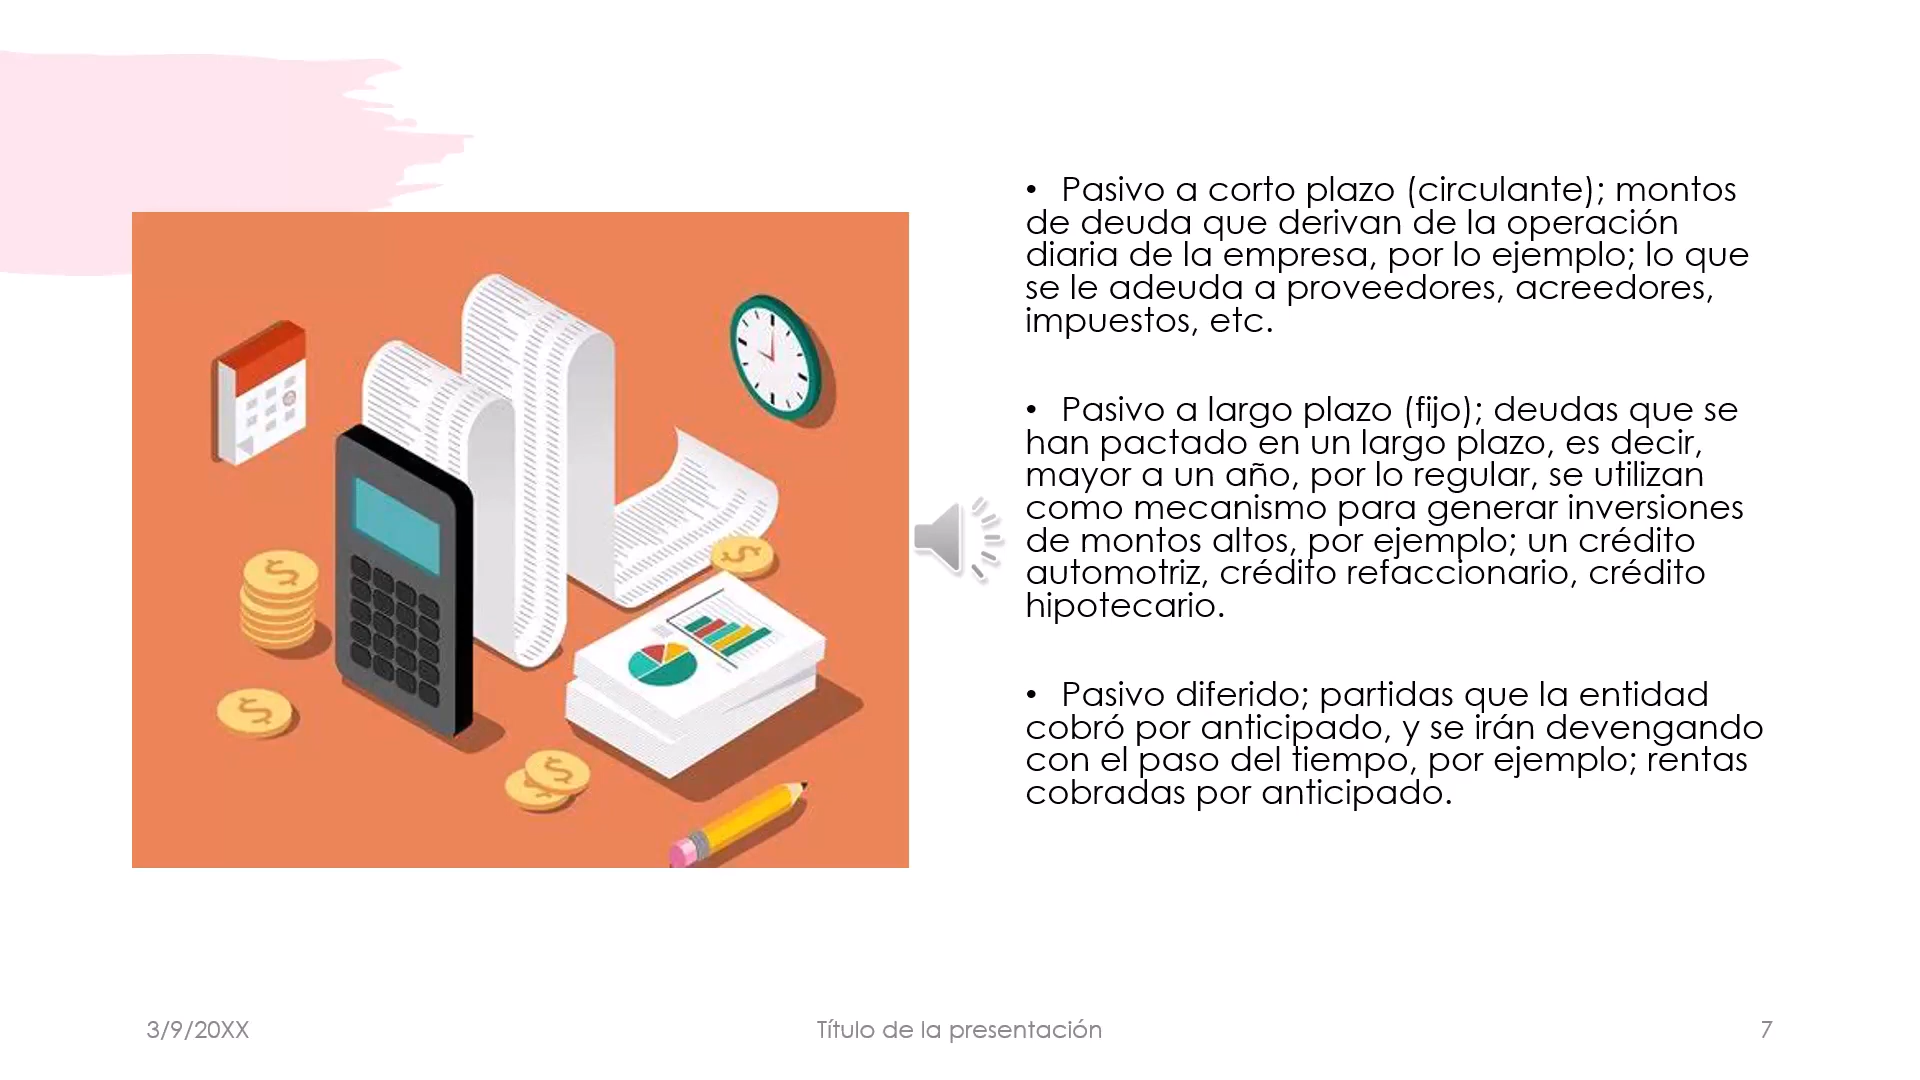 • Pasivo a corto plazo (circulante); montos
de deuda que derivan de la operación
diaria de la empresa, por lo ejemplo; lo que
se le adeuda a proveedores, acreedores,
impuestos, etc.
• Pasivo a largo plazo (fijo); deudas que se
han pactado en un largo plazo, es decir,
mayor a un año, por lo regular, se utilizan
como mecanismo para generar inversiones
de montos altos, por ejemplo; un crédito
automotriz, crédito refaccionario, crédito
hipotecario.
• Pasivo diferido; partidas que la entidad
cobró por anticipado, y se irán devengando
con el paso del tiempo, por ejemplo; rentas
cobradas por anticipado.
3/9/20XX
Título de la presentación
7